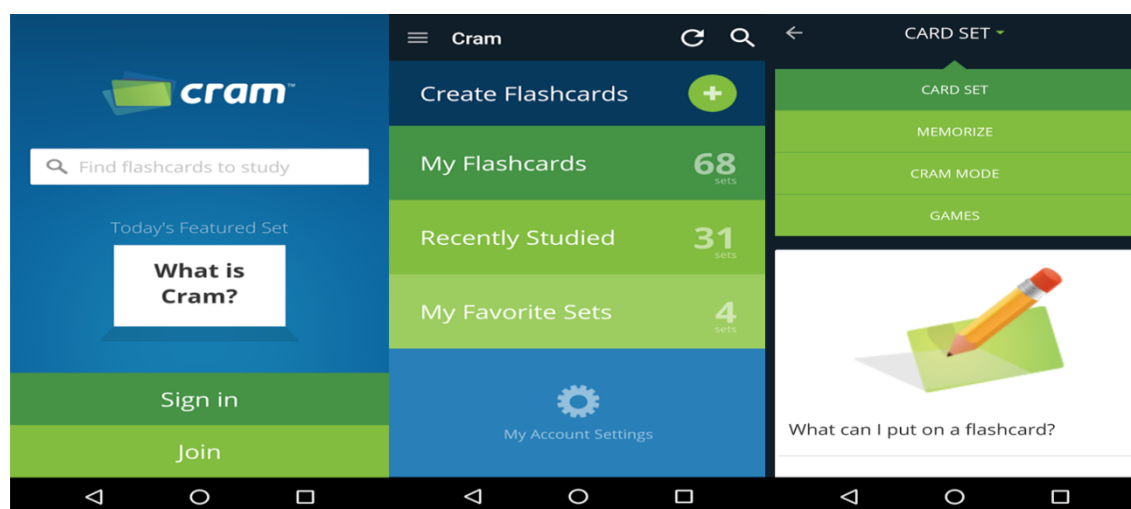 cram™
Find flashcards to study
Today's Featured Set
What is
Cram?
Sign in
Join
Cram
Create Flashcards
My Flashcards 68 sets
Recently Studied 31 sets
My Favorite Sets 4 sets
My Account Settings
CARD SET
CARD SET
MEMORIZE
CRAM MODE
GAMES
What can I put on a flashcard?